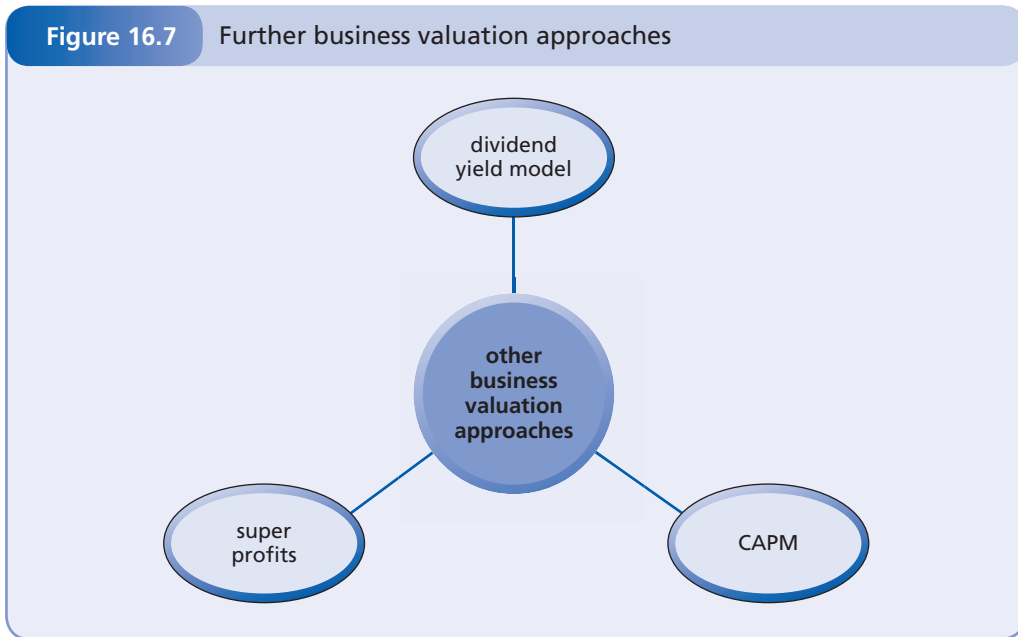 Figure 16.7 Further business valuation approaches
dividend
yield model
other
business
valuation
approaches
super
profits
CAPM